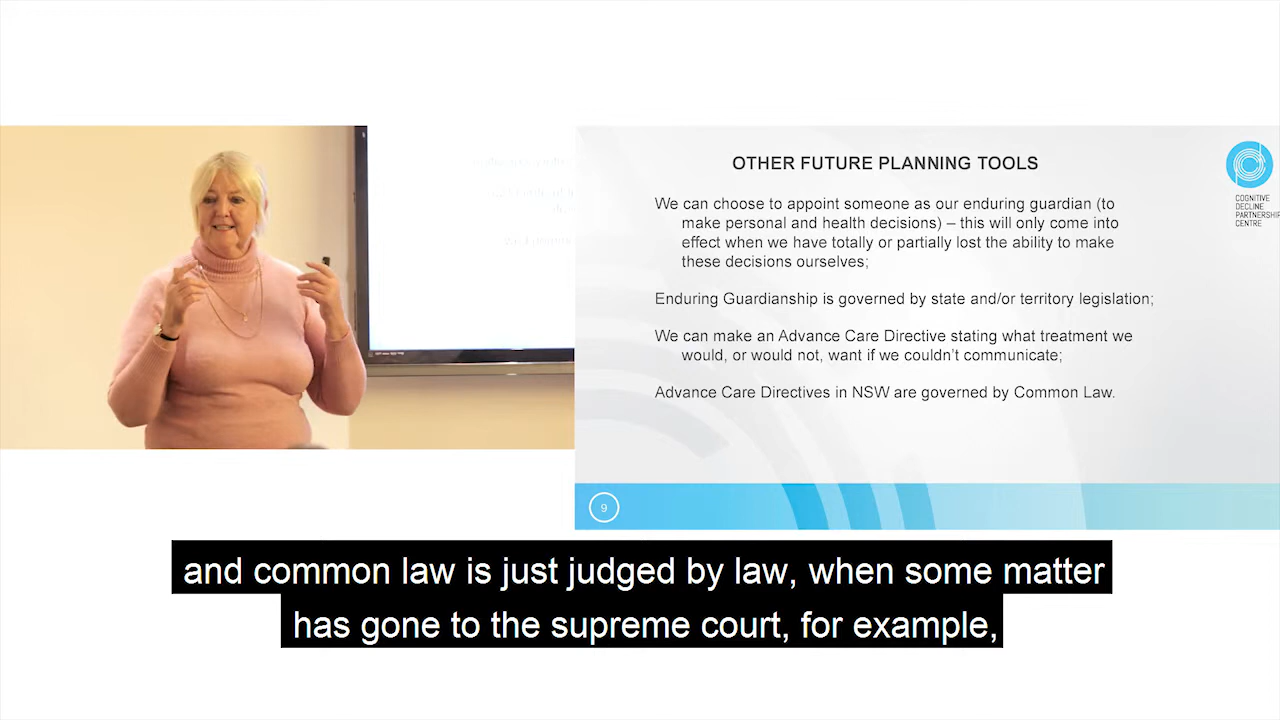 OTHER FUTURE PLANNING TOOLS
We can choose to appoint someone as our enduring guardian (to
make personal and health decisions) – this will only come into
effect when we have totally or partially lost the ability to make
these decisions ourselves;
Enduring Guardianship is governed by state and/or territory legislation;
We can make an Advance Care Directive stating what treatment we
would, or would not, want if we couldn’t communicate;
Advance Care Directives in NSW are governed by Common Law.
COGNITIVE
DECLINE
PARTNERSHIP
CENTRE
9
and common law is just judged by law, when some matter
has gone to the supreme court, for example,